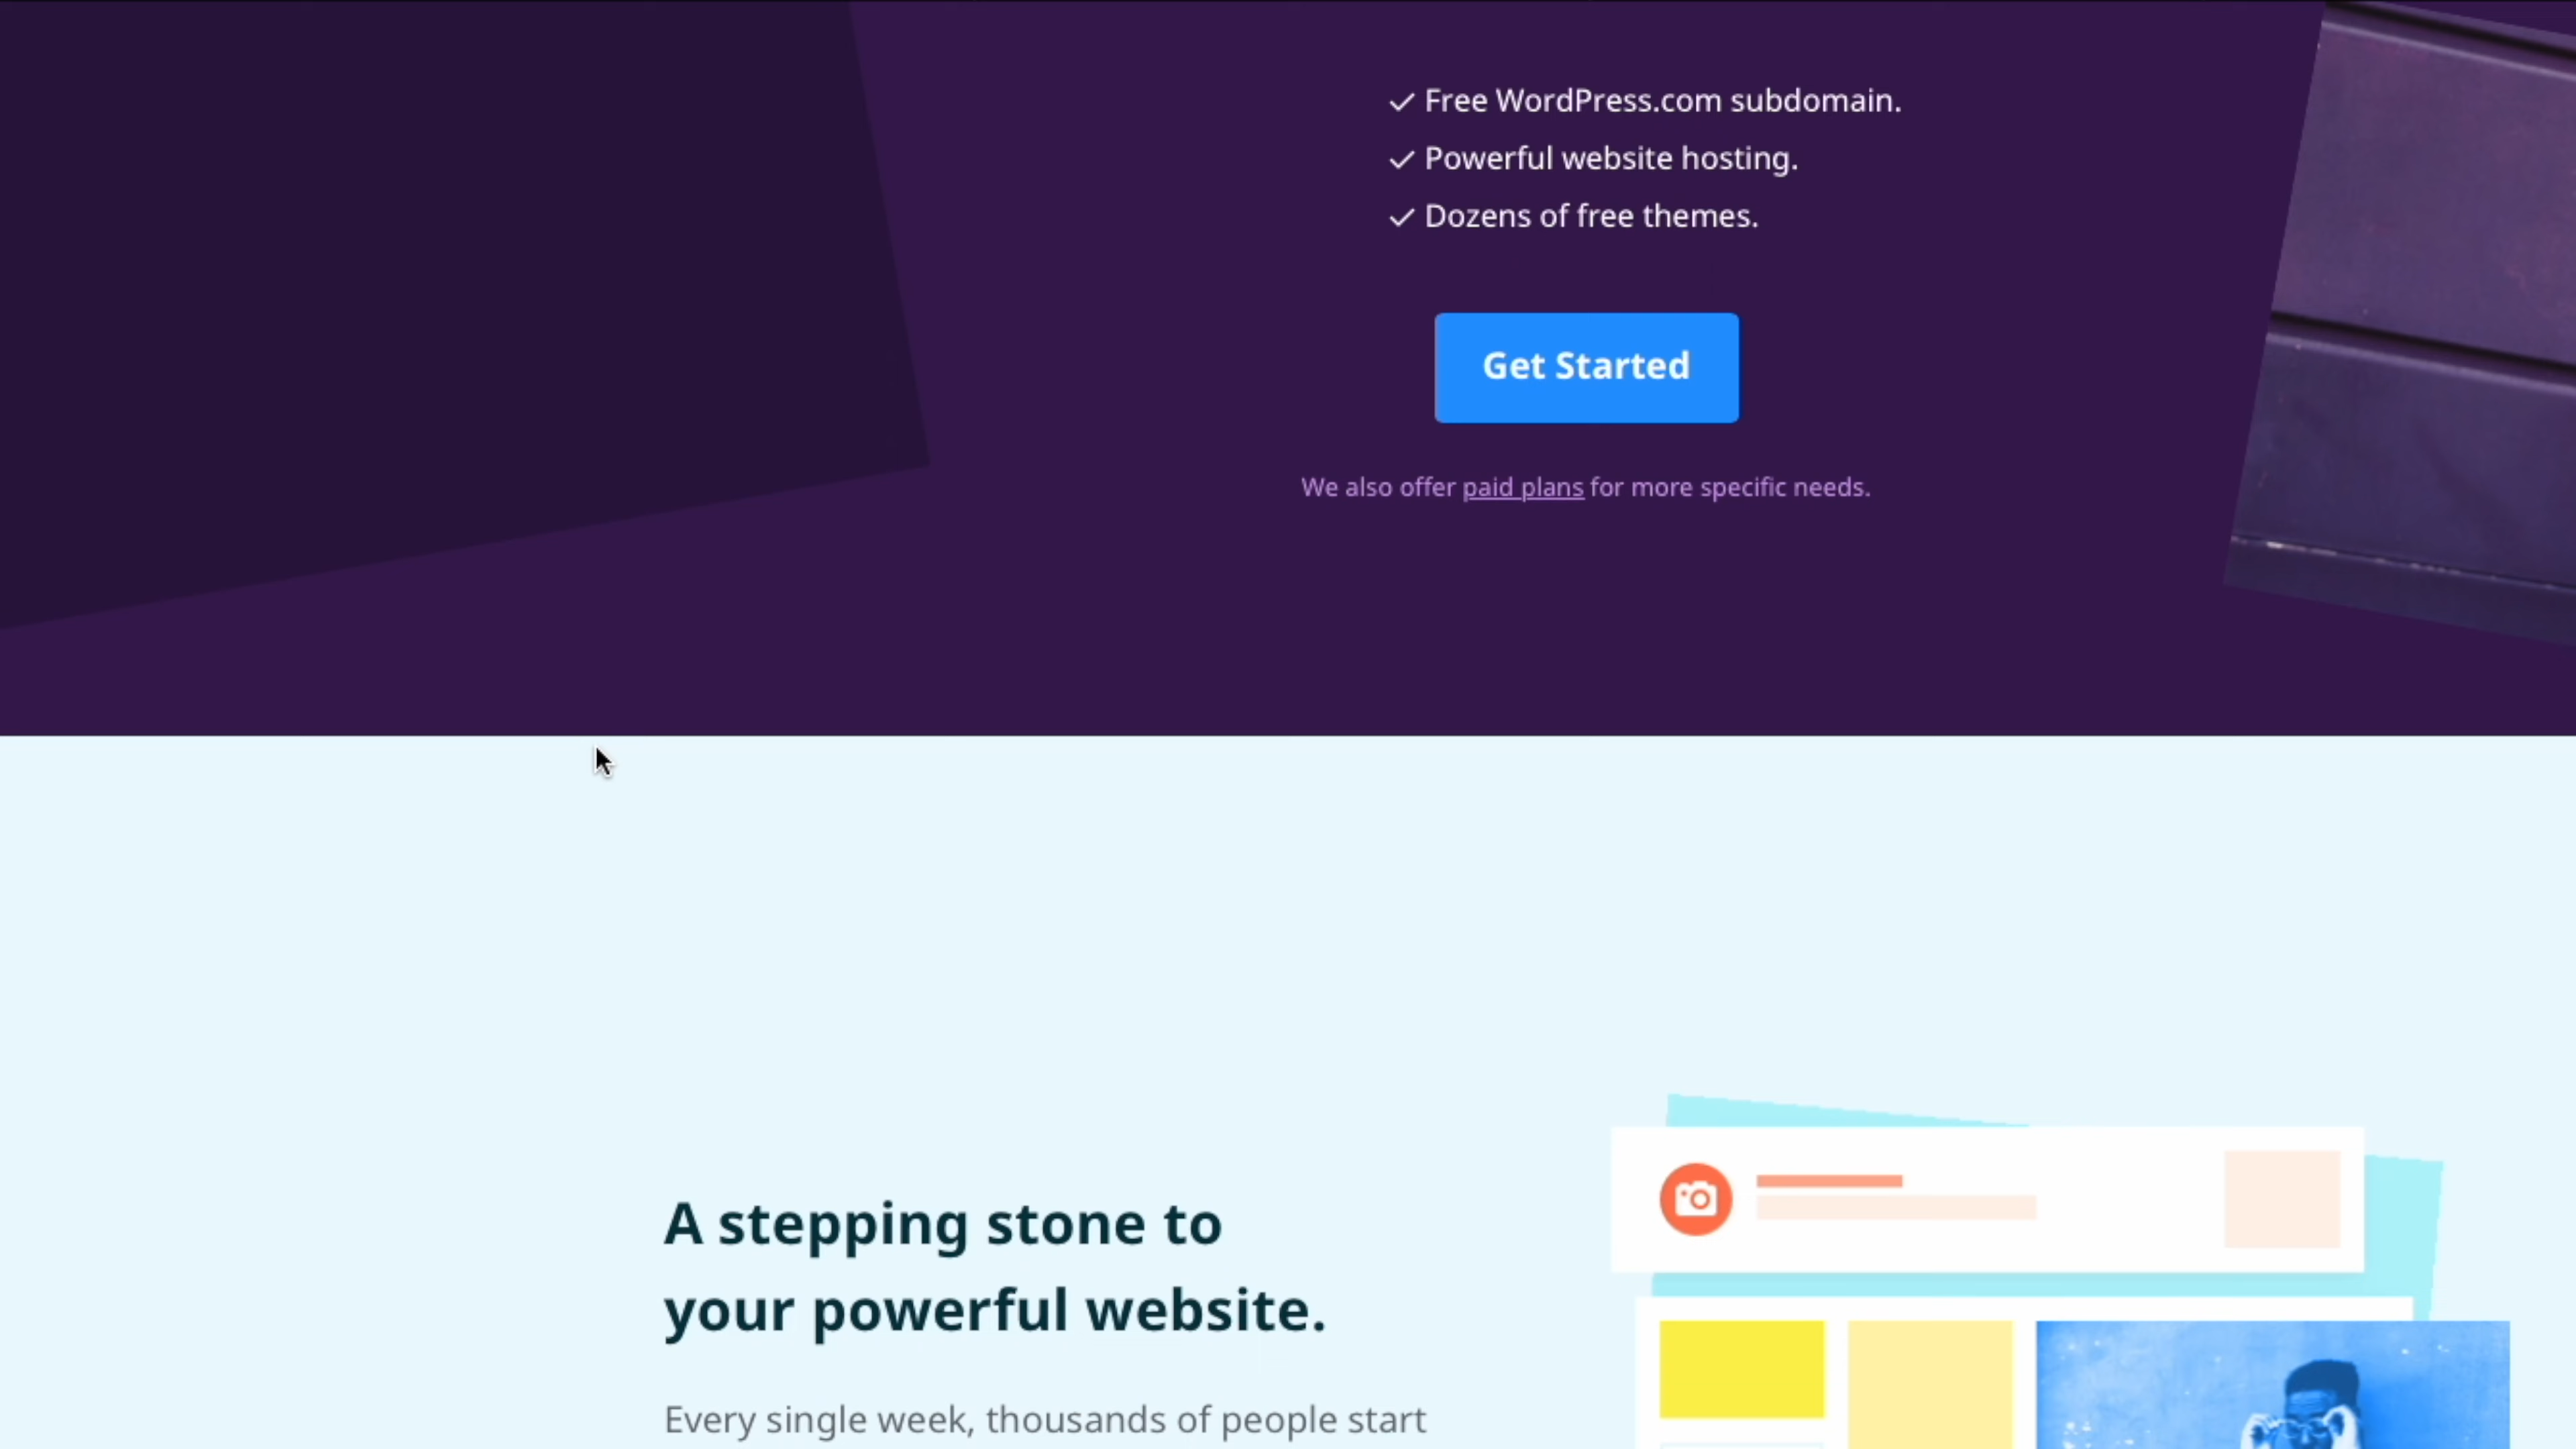 Free WordPress.com subdomain.
Powerful website hosting.
Dozens of free themes.
Get Started
We also offer paid plans for more specific needs.
A stepping stone to
your powerful website.
Every single week, thousands of people start